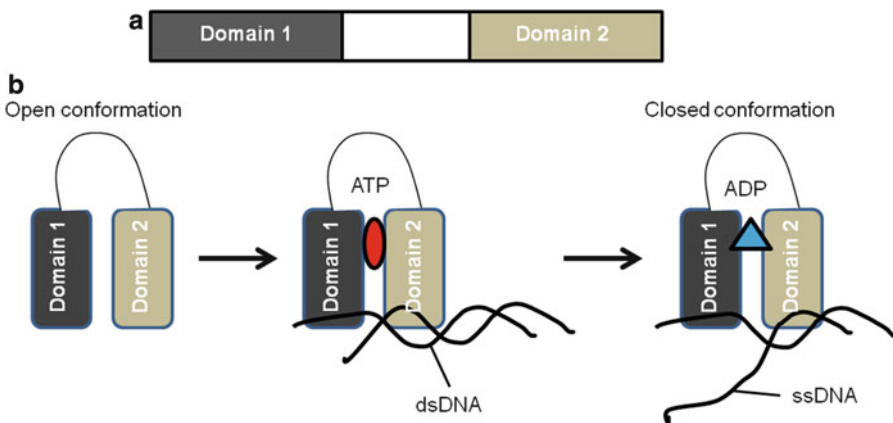 a
Domain 1
Domain 2
b
Open conformation
Closed conformation
ATP
ADP
Domain 1
Domain 2
Domain 1
Domain 2
Domain 1
Domain 2
dsDNA
ssDNA